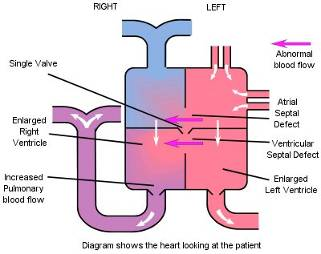 RIGHT
LEFT
Abnormal
blood flow
Single Valve
Atrial
Septal
Defect
Enlarged
Right
Ventricle
Ventricular
Septal Defect
Increased
Pulmonary
blood flow
Enlarged
Left Ventricle
Diagram shows the heart looking at the patient